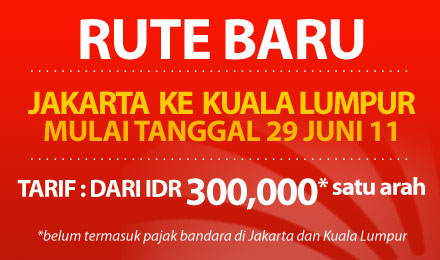 RUTE BARU
JAKARTA KE KUALA LUMPUR
MULAI TANGGAL 29 JUNI 11
TARIF : DARI IDR 300,000* satu arah
*belum termasuk pajak bandara di Jakarta dan Kuala Lumpur